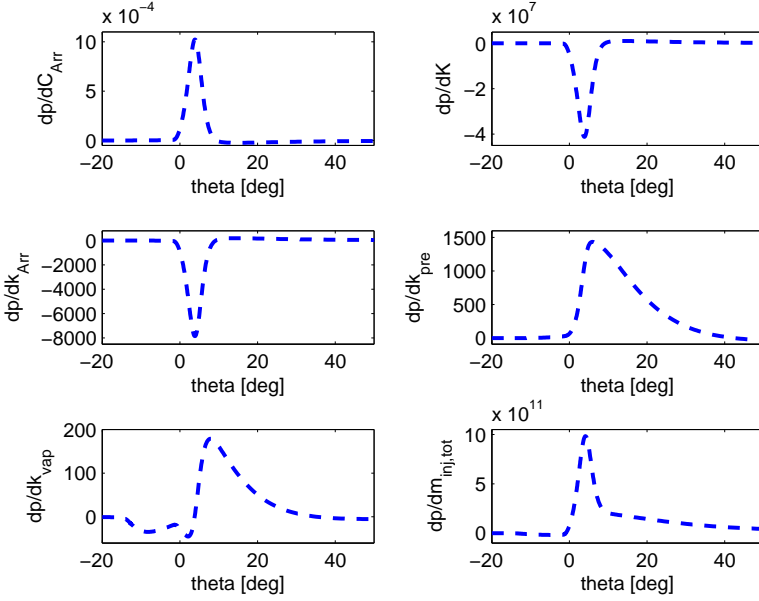 x 10^-4
10
5
0
dp/dC_Arr
−20 0 20 40
theta [deg]
x 10^7
0
−2
−4
dp/dK
−20 0 20 40
theta [deg]
0
−2000
−4000
−6000
−8000
dp/dk_Arr
−20 0 20 40
theta [deg]
1500
1000
500
0
dp/dk_pre
−20 0 20 40
theta [deg]
200
100
0
dp/dk_vap
−20 0 20 40
theta [deg]
x 10^11
10
5
0
dp/dm_inj,tot
−20 0 20 40
theta [deg]